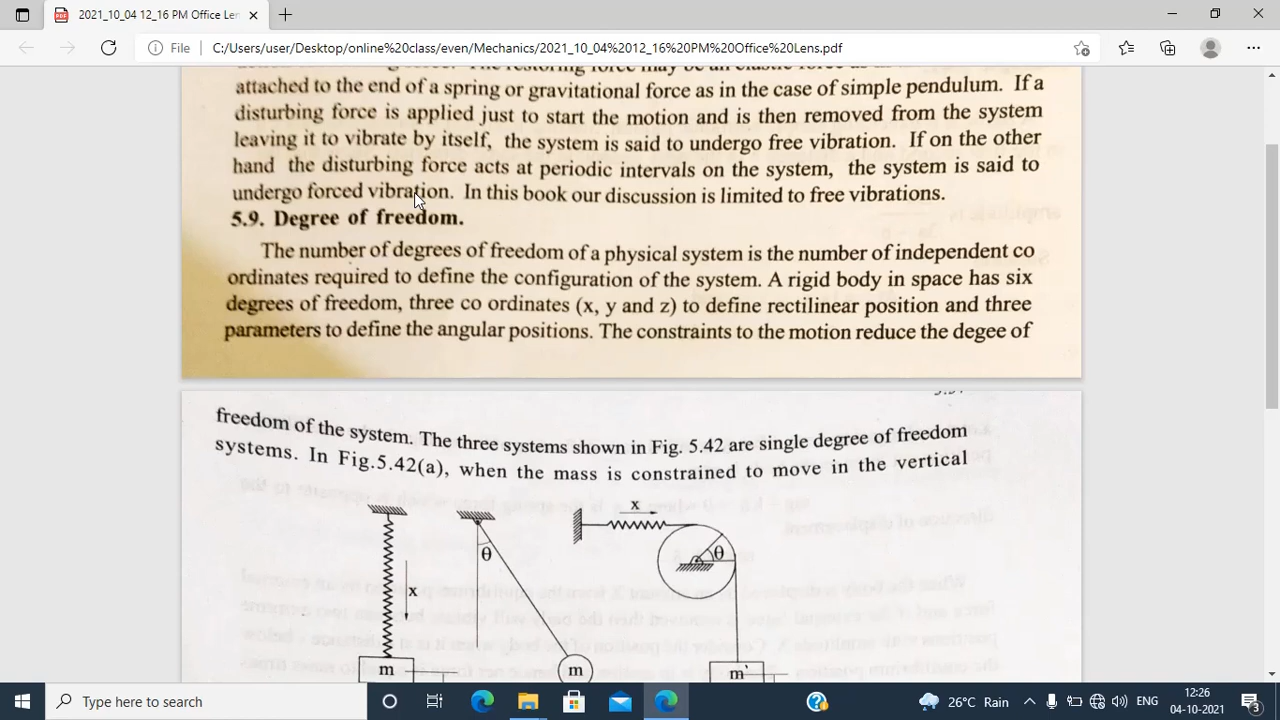 2021_10_04 12_16 PM Office Len
File
C:/Users/user/Desktop/online%20class/even/Mechanics/2021_10_04%2012_16%20PM%20Office%20Lens.pdf
attached to the end of a spring or gravitational force as in the case of simple pendulum. If a
disturbing force is applied just to start the motion and is then removed from the system
leaving it to vibrate by itself, the system is said to undergo free vibration. If on the other
hand the disturbing force acts at periodic intervals on the system, the system is said to
undergo forced vibration. In this book our discussion is limited to free vibrations.
5.9. Degree of freedom.
The number of degrees of freedom of a physical system is the number of independent co
ordinates required to define the configuration of the system. A rigid body in space has six
degrees of freedom, three co ordinates (x, y and z) to define rectilinear position and three
parameters to define the angular positions. The constraints to the motion reduce the degee of
freedom of the system. The three systems shown in Fig. 5.42 are single degree of freedom
systems. In Fig.5.42(a), when the mass is constrained to move in the vertical
x
θ
θ
x
m
m
m
Type here to search
26°C Rain
ENG
12:26
04-10-2021
3